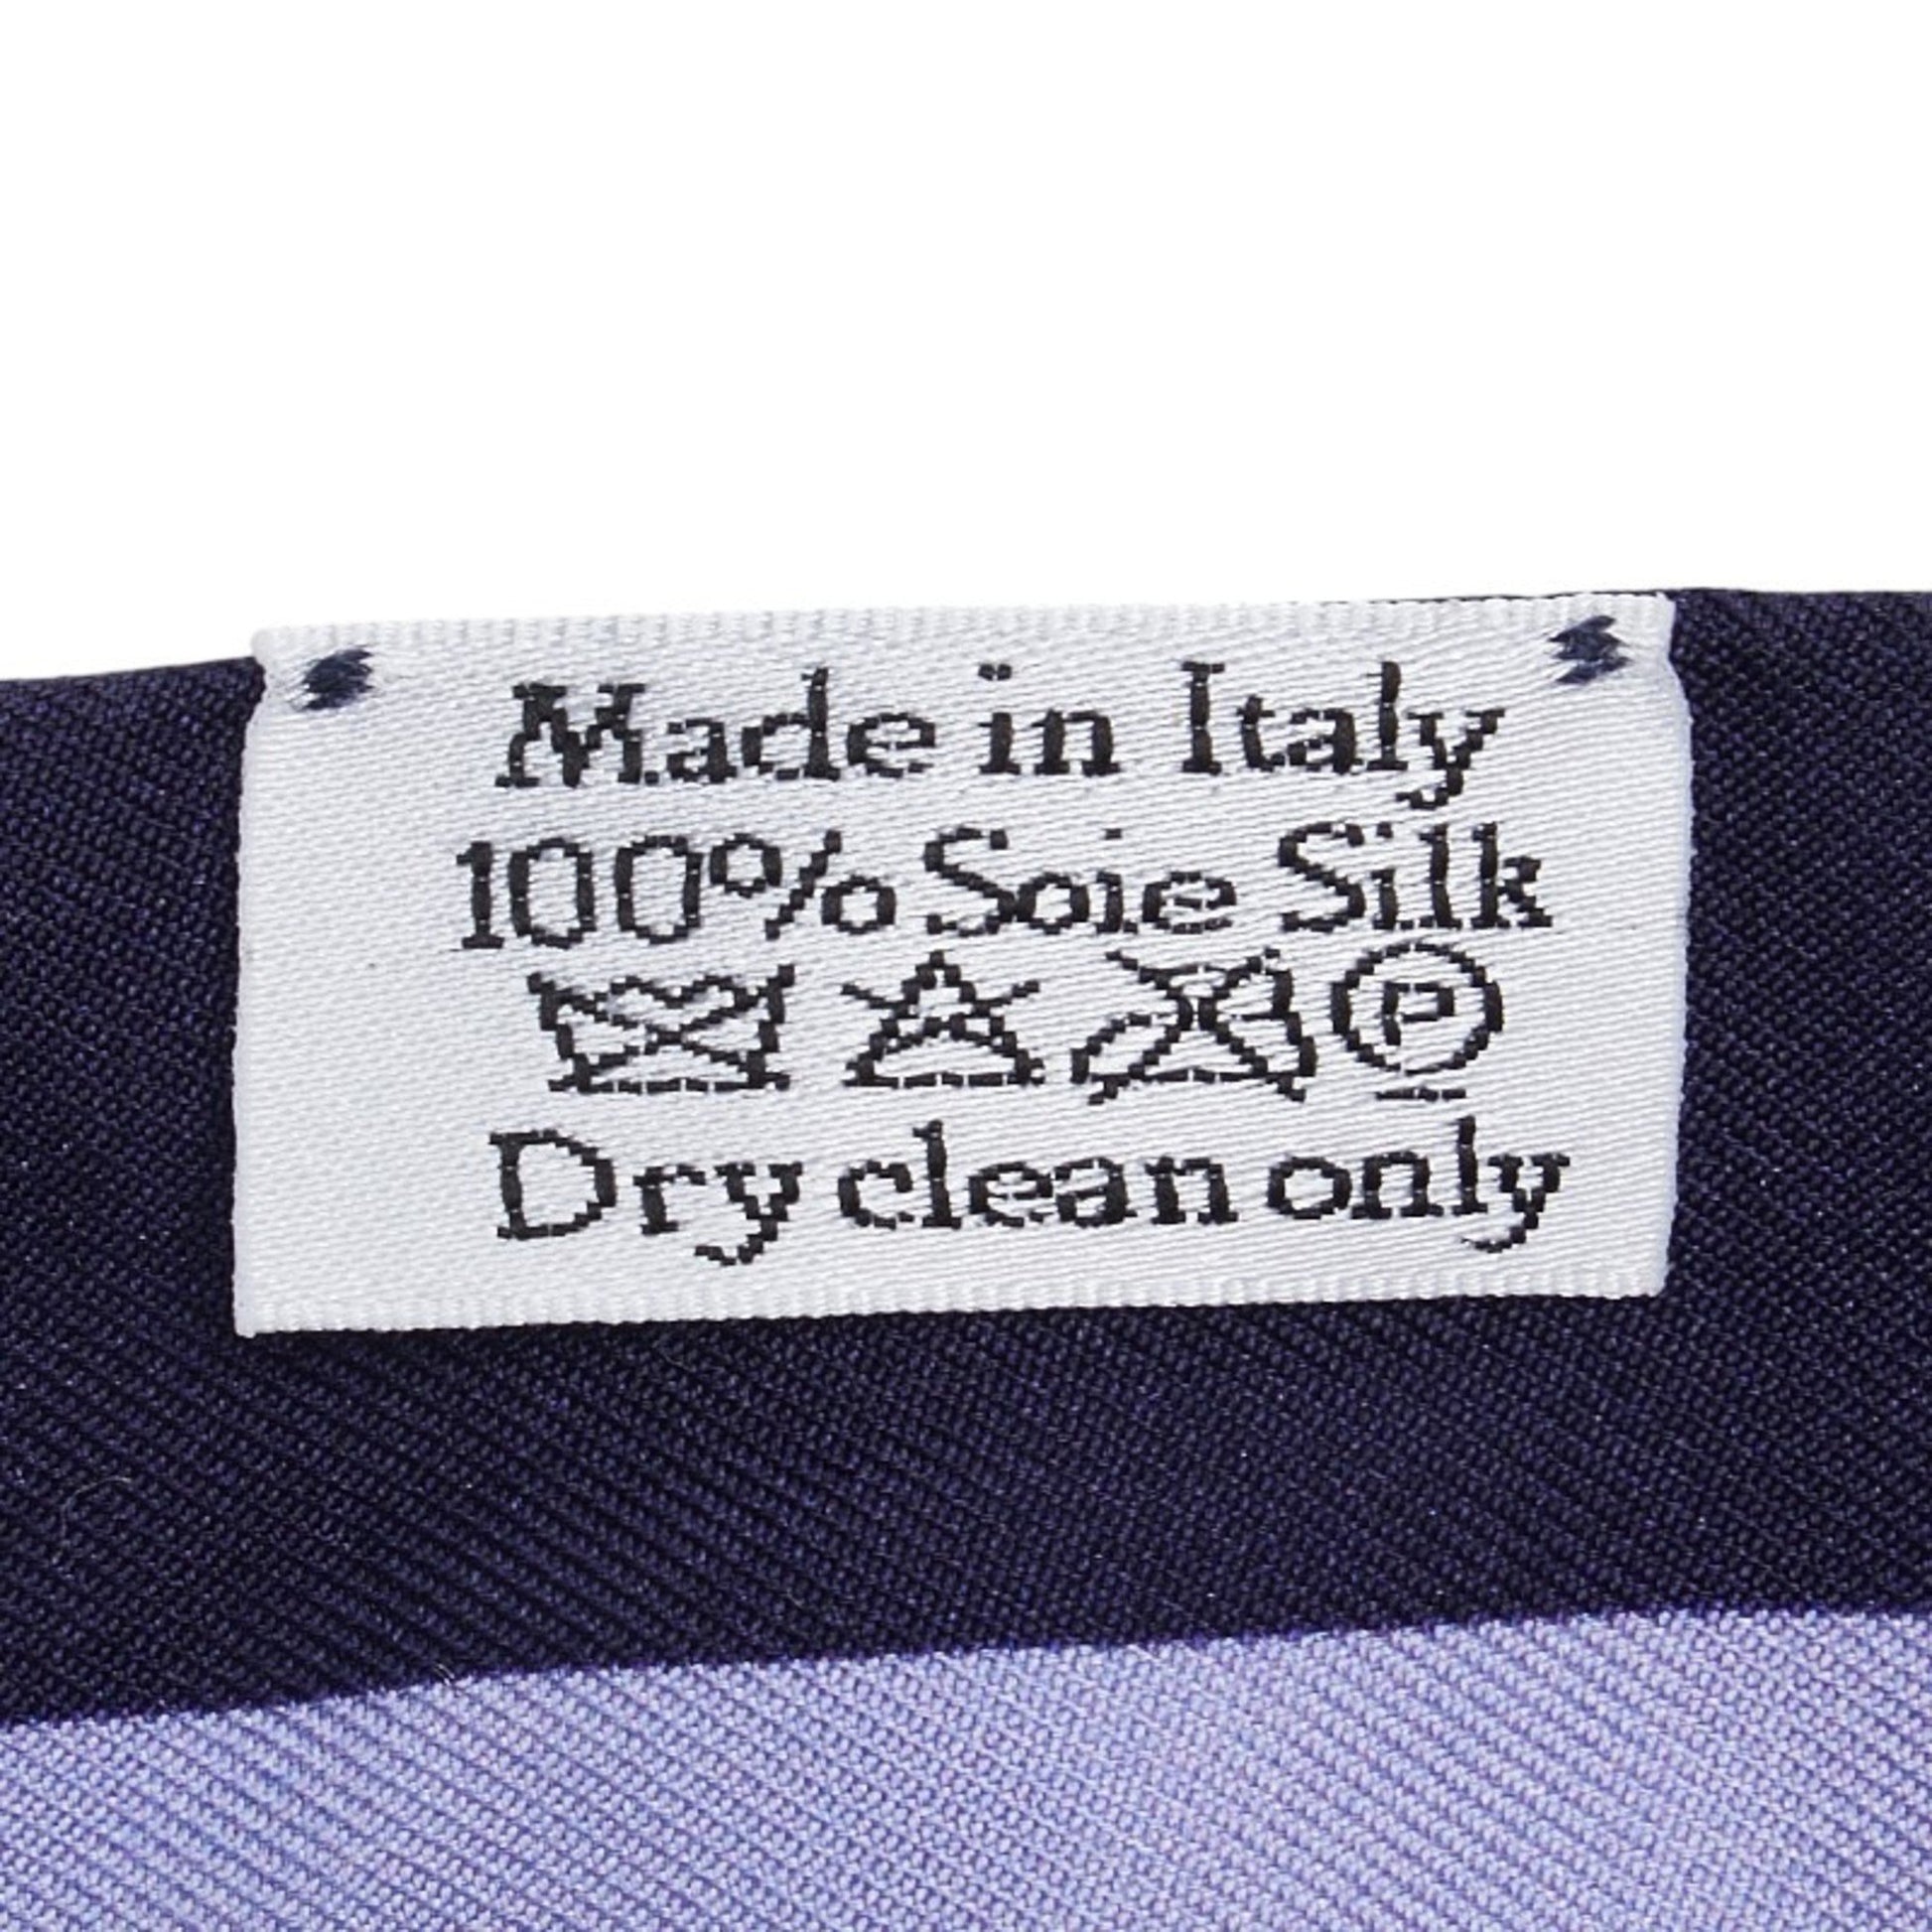 Made in Italy
100% Soie Silk
P
Dry clean only